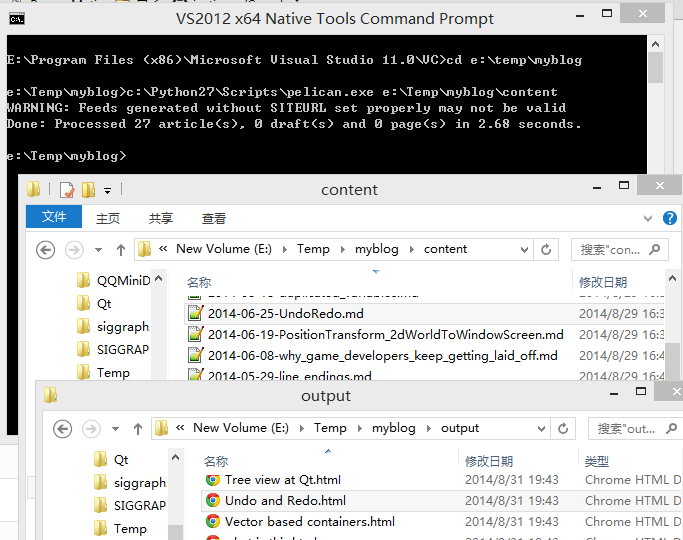 VS2012 x64 Native Tools Command Prompt
E:\Program Files (x86)\Microsoft Visual Studio 11.0\VC>cd e:\temp\myblog
e:\Temp\myblog>c:\Python27\Scripts\pelican.exe e:\Temp\myblog\content
WARNING: Feeds generated without SITEURL set properly may not be valid
Done: Processed 27 article(s), 0 draft(s) and 0 page(s) in 2.68 seconds.
e:\Temp\myblog>
content
文件 主页 共享 查看
« New Volume (E:) Temp myblog content 搜索"con...
名称 修改日期
QQMiniD
Qt 2014-06-25-UndoRedo.md 2014/8/29 16:3
siggraph 2014-06-19-PositionTransform_2dWorldToWindowScreen.md 2014/8/29 16:3
SIGGRAP 2014-06-08-why_game_developers_keep_getting_laid_off.md 2014/8/29 16:4
Temp 2014-05-29-line_endings.md 2014/8/29 16:4
output
« New Volume (E:) Temp myblog output 搜索"out...
名称 修改日期 类型
Qt Tree view at Qt.html 2014/8/31 19:43 Chrome HTML D
siggraph Undo and Redo.html 2014/8/31 19:43 Chrome HTML D
SIGGRAP Vector based containers.html 2014/8/31 19:43 Chrome HTML D
Temp